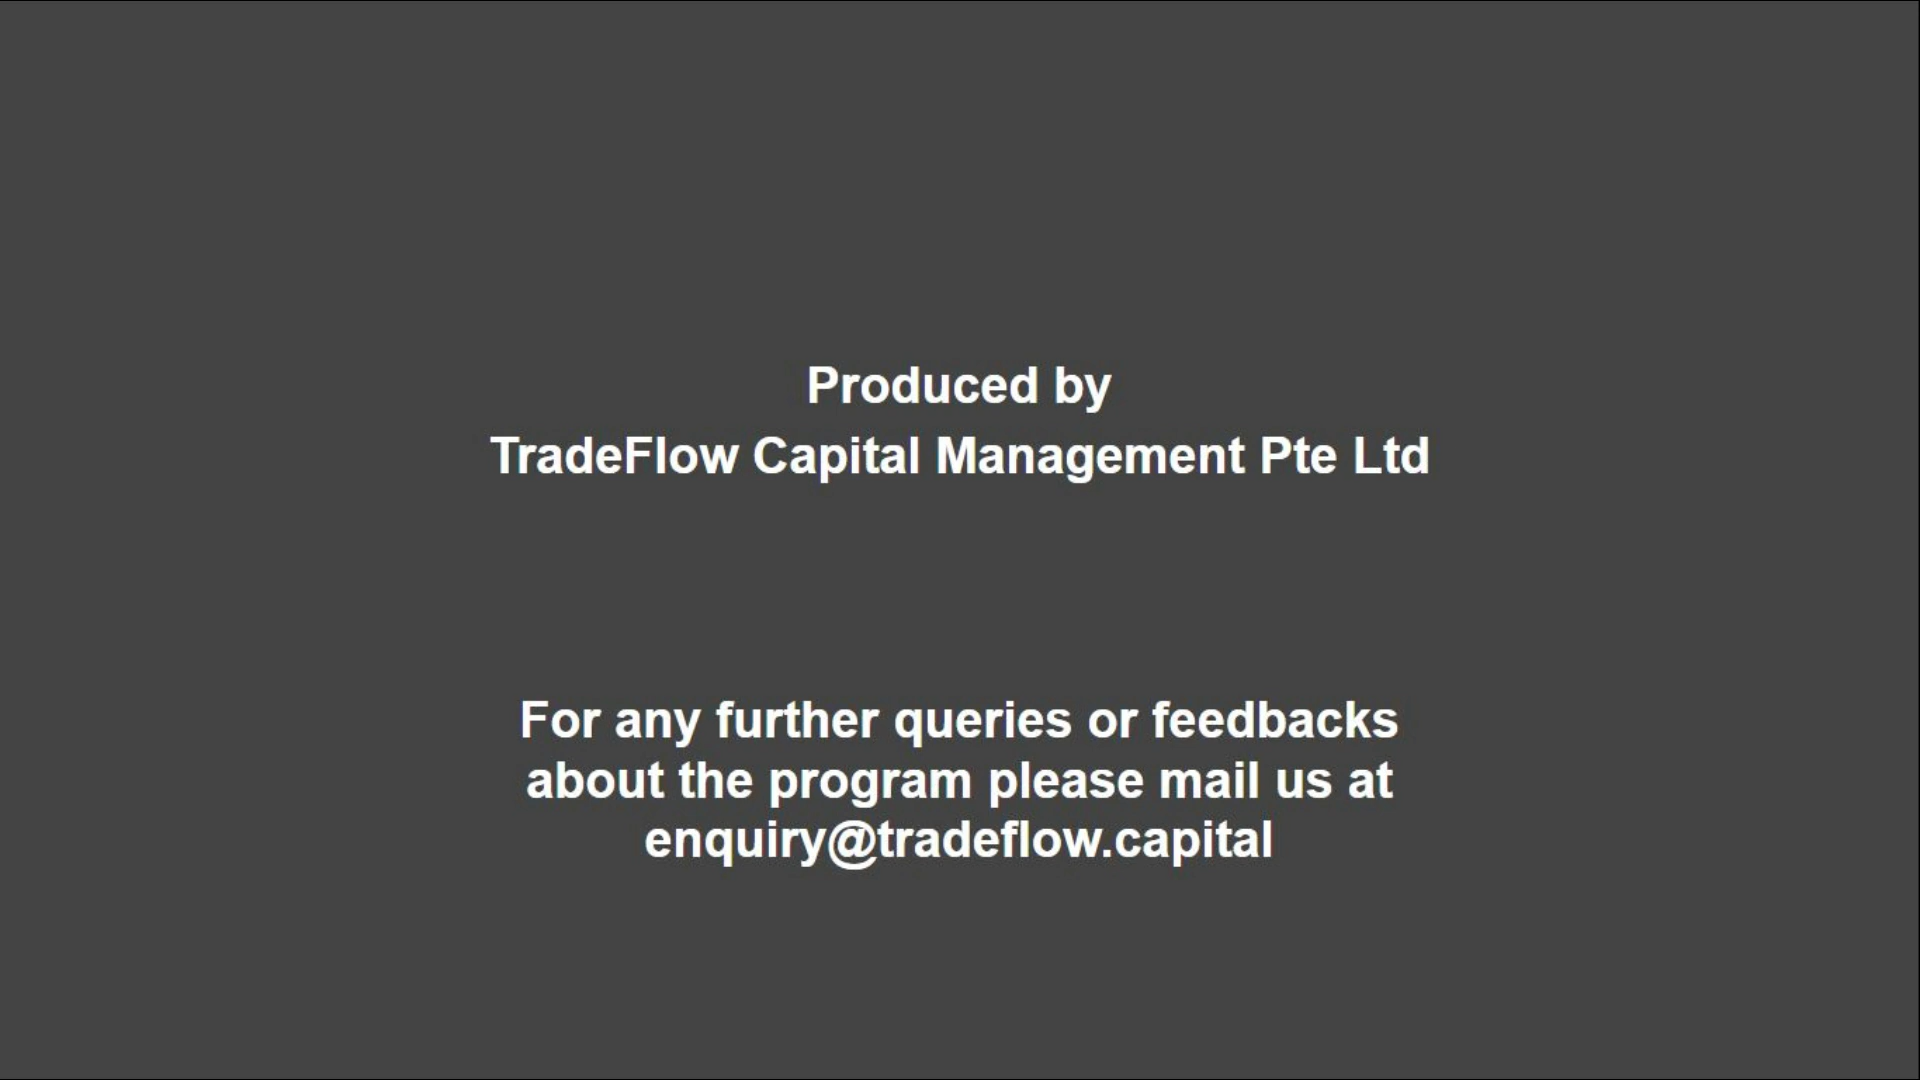 Produced by
TradeFlow Capital Management Pte Ltd
For any further queries or feedbacks
about the program please mail us at
enquiry@tradeflow.capital